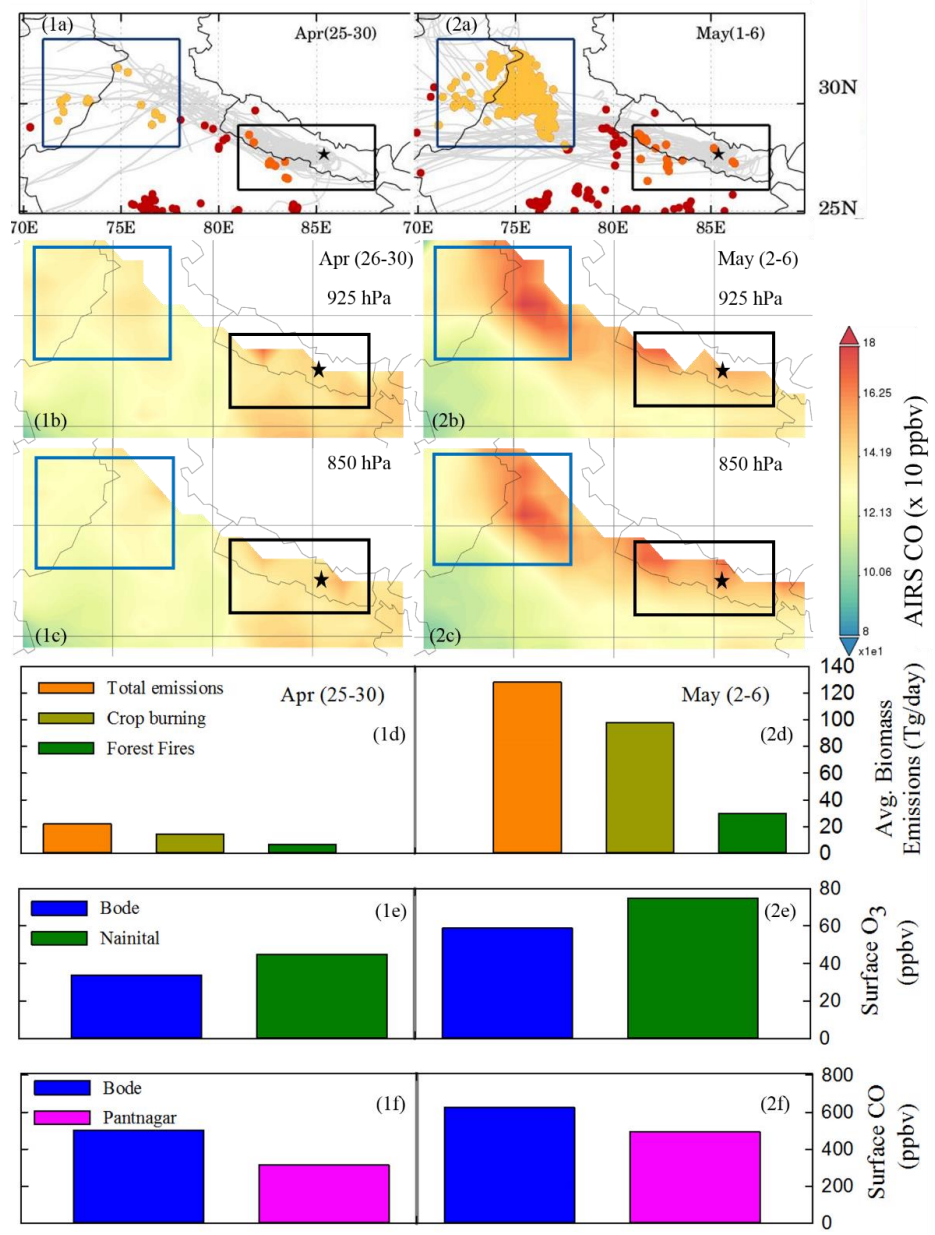 (1a) Apr(25-30) (2a) May(1-6)
30N
25N
70E 75E 80E 85E 70E 75E 80E 85E
Apr (26-30) May (2-6)
925 hPa 925 hPa
(1b) (2b)
850 hPa 850 hPa
(1c) (2c)
18
16.25
14.19
12.13
10.06
8
x1e1
AIRS CO (x 10 ppbv)
Total emissions Apr (25-30) May (2-6)
Crop burning (1d) (2d)
Forest Fires
140
120
100
80
60
40
20
0
Avg. Biomass
Emissions (Tg/day)
Bode (1e) (2e)
Nainital
80
60
40
20
0
Surface O3
(ppbv)
Bode (1f) (2f)
Pantnagar
800
600
400
200
0
Surface CO
(ppbv)